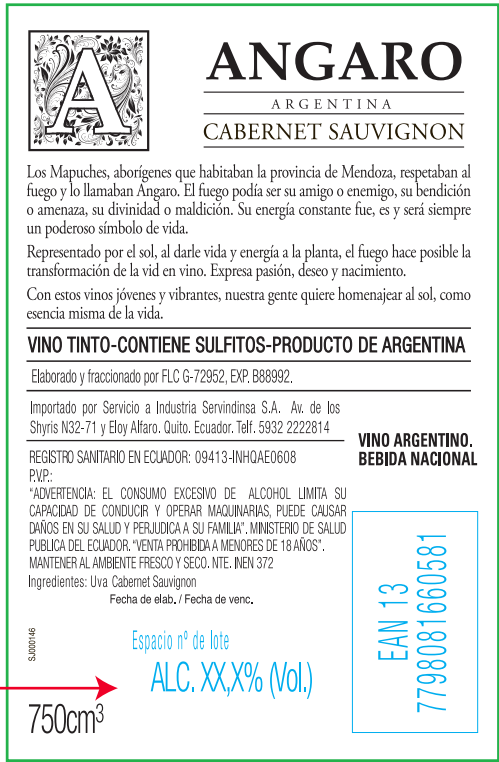 A
ANGARO
ARGENTINA
CABERNET SAUVIGNON
Los Mapuches, aborígenes que habitaban la provincia de Mendoza, respetaban al
fuego y lo llamaban Angaro. El fuego podía ser su amigo o enemigo, su bendición
o amenaza, su divinidad o maldición. Su energía constante fue, es y será siempre
un poderoso símbolo de vida.
Representado por el sol, al darle vida y energía a la planta, el fuego hace posible la
transformación de la vid en vino. Expresa pasión, deseo y nacimiento.
Con estos vinos jóvenes y vibrantes, nuestra gente quiere homenajear al sol, como
esencia misma de la vida.
VINO TINTO-CONTIENE SULFITOS-PRODUCTO DE ARGENTINA
Elaborado y fraccionado por FLC G-72952, EXP. B88992.
Importado por Servicio a Industria Servindinsa S.A. Av. de los
Shyris N32-71 y Eloy Alfaro. Quito. Ecuador. Telf. 5932 2222814
VINO ARGENTINO.
BEBIDA NACIONAL
REGISTRO SANITARIO EN ECUADOR: 09413-INHQAE0608
P.V.P.:
“ADVERTENCIA: EL CONSUMO EXCESIVO DE ALCOHOL LIMITA SU
CAPACIDAD DE CONDUCIR Y OPERAR MAQUINARIAS, PUEDE CAUSAR
DAÑOS EN SU SALUD Y PERJUDICA A SU FAMILIA”. MINISTERIO DE SALUD
PUBLICA DEL ECUADOR. “VENTA PROHIBIDA A MENORES DE 18 AÑOS”.
MANTENER AL AMBIENTE FRESCO Y SECO. NTE. INEN 372
Ingredientes: Uva Cabernet Sauvignon
Fecha de elab. / Fecha de venc.
SJ000146
Espacio nº de lote
ALC. XX,X% (Vol.)
750cm³
EAN 13
7798081660581